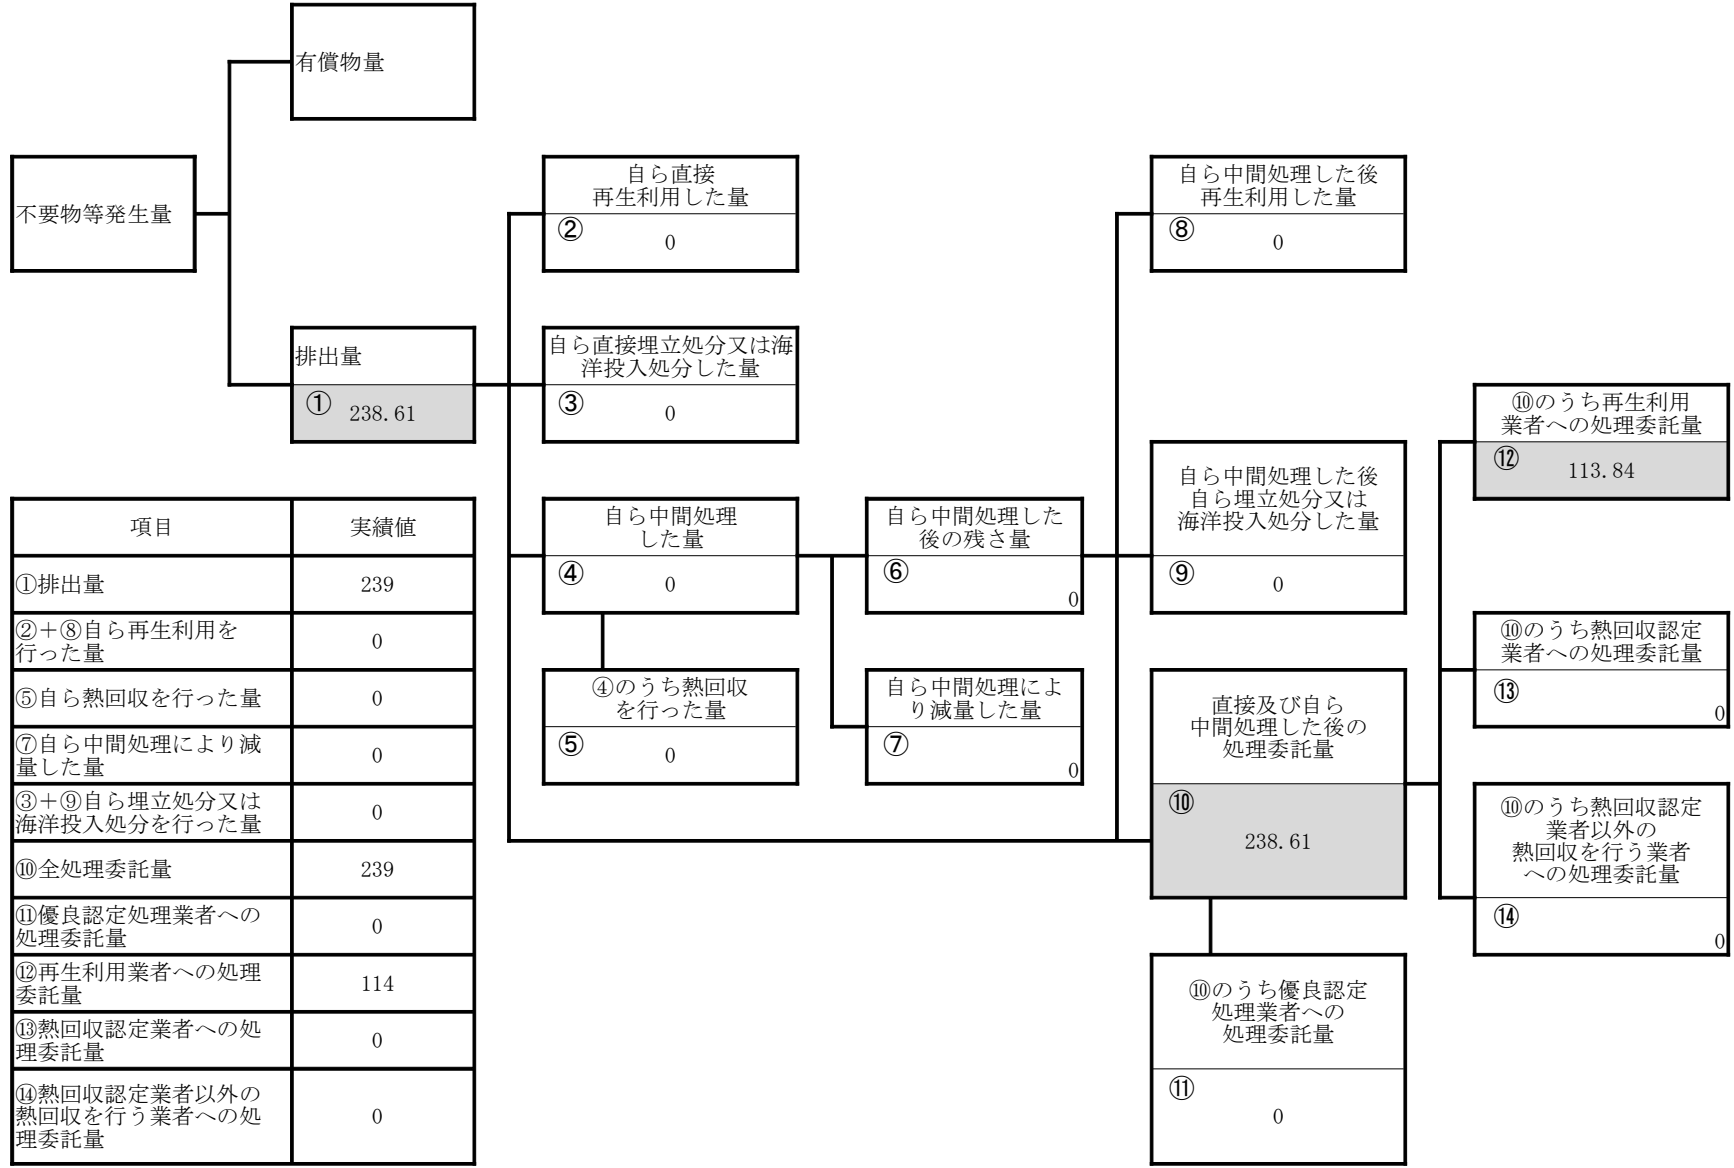 有償物量
不要物等発生量
自ら直接
再生利用した量
②
0
自ら中間処理した後
再生利用した量
⑧
0
排出量
①
238.61
自ら直接埋立処分又は海
洋投入処分した量
③
0
⑩のうち再生利用
業者への処理委託量
⑫
113.84
自ら中間処理
した量
④
0
自ら中間処理した
後の残さ量
⑥
0
自ら中間処理した後
自ら埋立処分又は
海洋投入処分した量
⑨
0
⑩のうち熱回収認定
業者への処理委託量
⑬
0
④のうち熱回収
を行った量
⑤
0
自ら中間処理によ
り減量した量
⑦
0
直接及び自ら
中間処理した後の
処理委託量
⑩
238.61
⑩のうち熱回収認定
業者以外の
熱回収を行う業者
への処理委託量
⑭
0
⑩のうち優良認定
処理業者への
処理委託量
⑪
0
項目 実績値
①排出量 239
②+⑧自ら再生利用を
行った量 0
⑤自ら熱回収を行った量 0
⑦自ら中間処理により減
量した量 0
③+⑨自ら埋立処分又は
海洋投入処分を行った量 0
⑩全処理委託量 239
⑪優良認定処理業者への
処理委託量 0
⑫再生利用業者への処理
委託量 114
⑬熱回収認定業者への処
理委託量 0
⑭熱回収認定業者以外の
熱回収を行う業者への処
理委託量 0